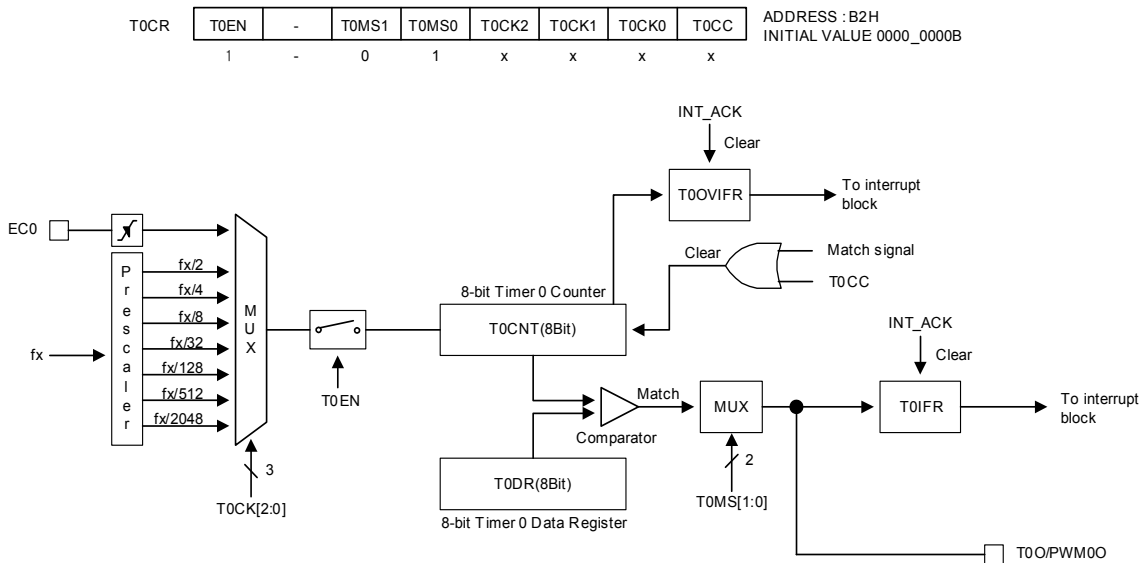 T0CR T0EN - T0MS1 T0MS0 T0CK2 T0CK1 T0CK0 T0CC
ADDRESS : B2H
INITIAL VALUE : 0000_0000B
1 - 0 1 x x x x
INT_ACK
Clear
T0OVIFR
To interrupt
block
EC0
Clear
Match signal
T0CC
Prescaler
fx/2
fx/4
fx/8
fx/32
fx/128
fx/512
fx/2048
fx
MUX
8-bit Timer 0 Counter
T0CNT(8Bit)
INT_ACK
Clear
T0EN
Match
MUX
T0IFR
To interrupt
block
Comparator
3
2
T0CK[2:0]
T0DR(8Bit)
T0MS[1:0]
8-bit Timer 0 Data Register
T0O/PWM0O